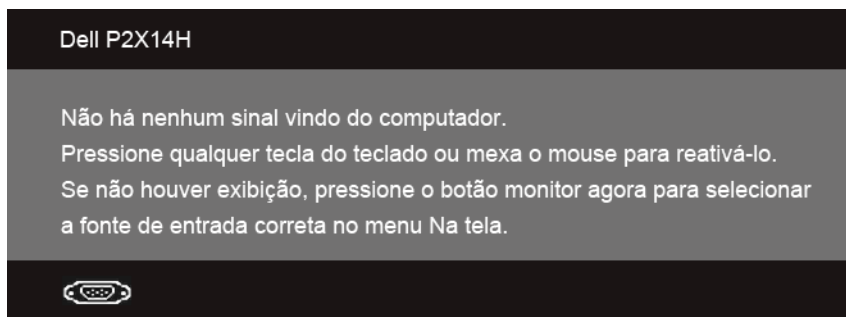 Dell P2X14H
Não há nenhum sinal vindo do computador.
Pressione qualquer tecla do teclado ou mexa o mouse para reativá-lo.
Se não houver exibição, pressione o botão monitor agora para selecionar
a fonte de entrada correta no menu Na tela.